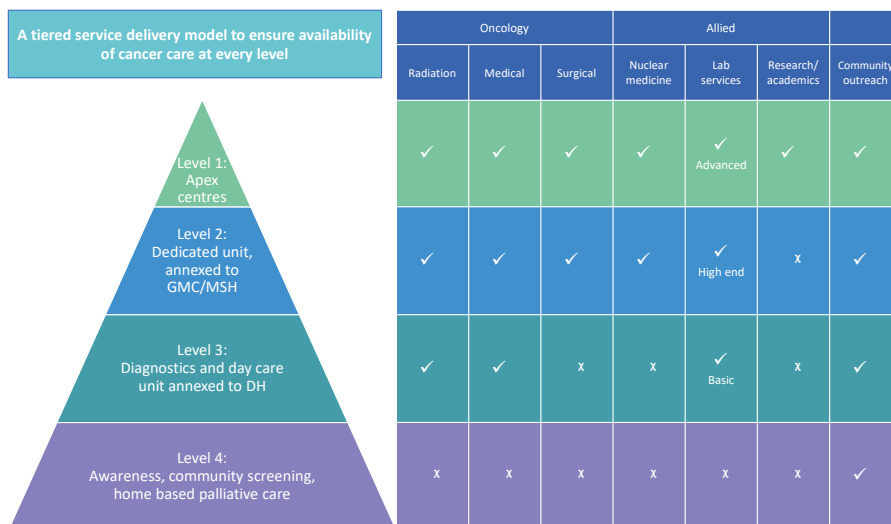 A tiered service delivery model to ensure availability
of cancer care at every level
Level 1:
Apex
centres
Level 2:
Dedicated unit,
annexed to
GMC/MSH
Level 3:
Diagnostics and day care
unit annexed to DH
Level 4:
Awareness, community screening,
home based palliative care
Oncology Allied
Radiation Medical Surgical Nuclear medicine Lab services Research/ academics Community outreach
✓ ✓ ✓ ✓ ✓ Advanced ✓ ✓
✓ ✓ ✓ ✓ ✓ High end x ✓
✓ ✓ x x ✓ Basic x ✓
x x x x x x ✓